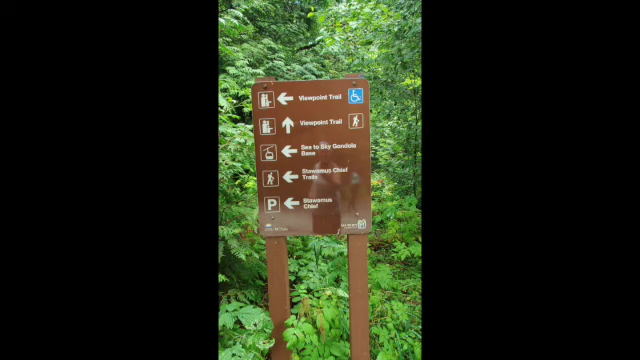 Viewpoint Trail
Viewpoint Trail
Sea to Sky Gondola
Base
Stawamus Chief
Trails
P
Stawamus
Chief